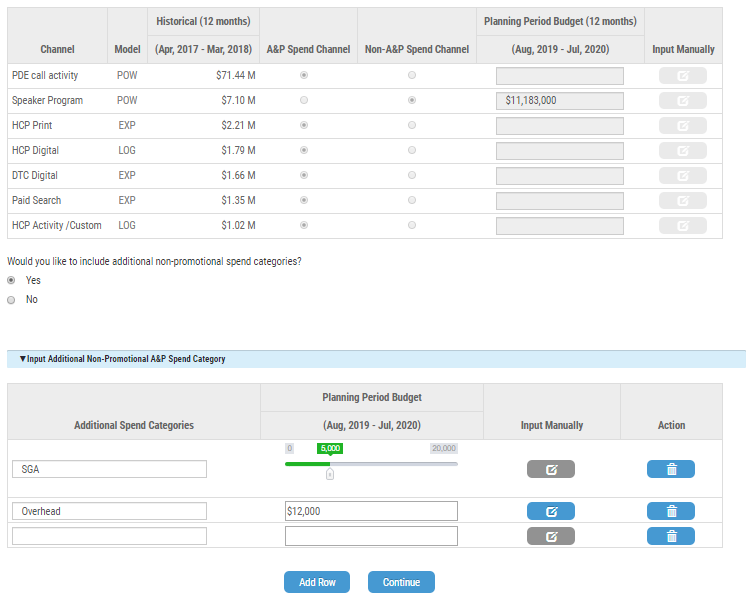 Historical (12 months) Planning Period Budget (12 months)
Channel Model (Apr, 2017 - Mar, 2018) A&P Spend Channel Non-A&P Spend Channel (Aug, 2019 - Jul, 2020) Input Manually
PDE call activity POW $71.44 M
Speaker Program POW $7.10 M $11,183,000
HCP Print EXP $2.21 M
HCP Digital LOG $1.79 M
DTC Digital EXP $1.66 M
Paid Search EXP $1.35 M
HCP Activity /Custom LOG $1.02 M
Would you like to include additional non-promotional spend categories?
Yes
No
▼Input Additional Non-Promotional A&P Spend Category
Planning Period Budget
Additional Spend Categories (Aug, 2019 - Jul, 2020) Input Manually Action
0 5,000 20,000
SGA
Overhead $12,000
Add Row Continue